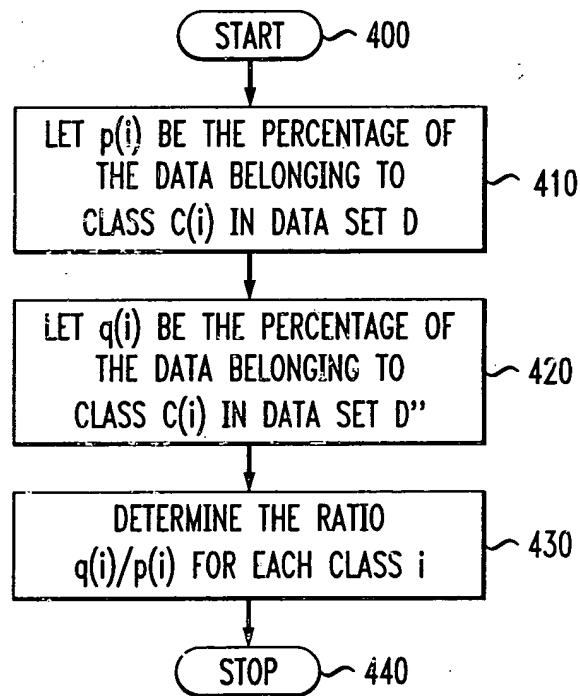 START
400
LET p(i) BE THE PERCENTAGE OF
THE DATA BELONGING TO
CLASS C(i) IN DATA SET D
410
LET q(i) BE THE PERCENTAGE OF
THE DATA BELONGING TO
CLASS C(i) IN DATA SET D"
420
DETERMINE THE RATIO
q(i)/p(i) FOR EACH CLASS i
430
STOP
440